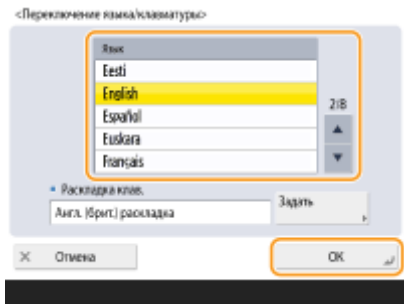 <Переключение языка/клавиатуры>
Язык
Eesti
English
Español
Euskara
Français
2/8
Раскладка клав.
Англ. (брит.) раскладка
Задать
Отмена
OK